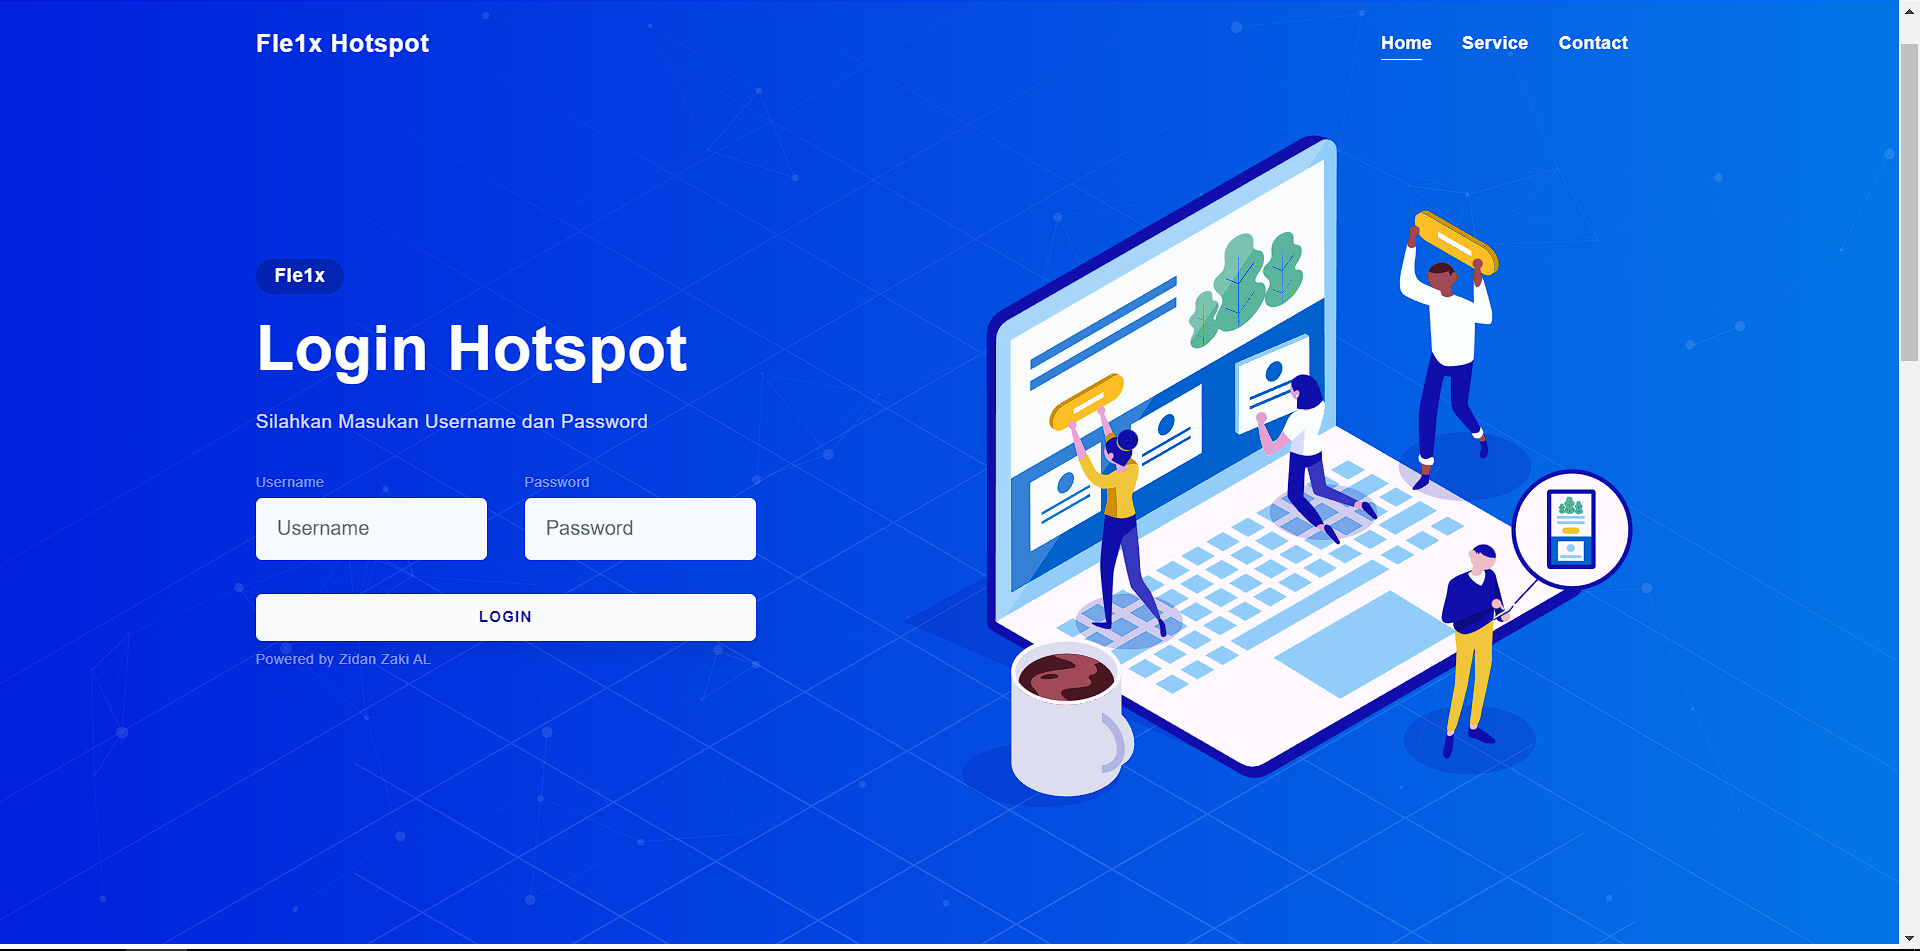 Fle1x Hotspot
Home Service Contact
Fle1x
Login Hotspot
Silahkan Masukan Username dan Password
Username Password
Username Password
LOGIN
Powered by Zidan Zaki AL